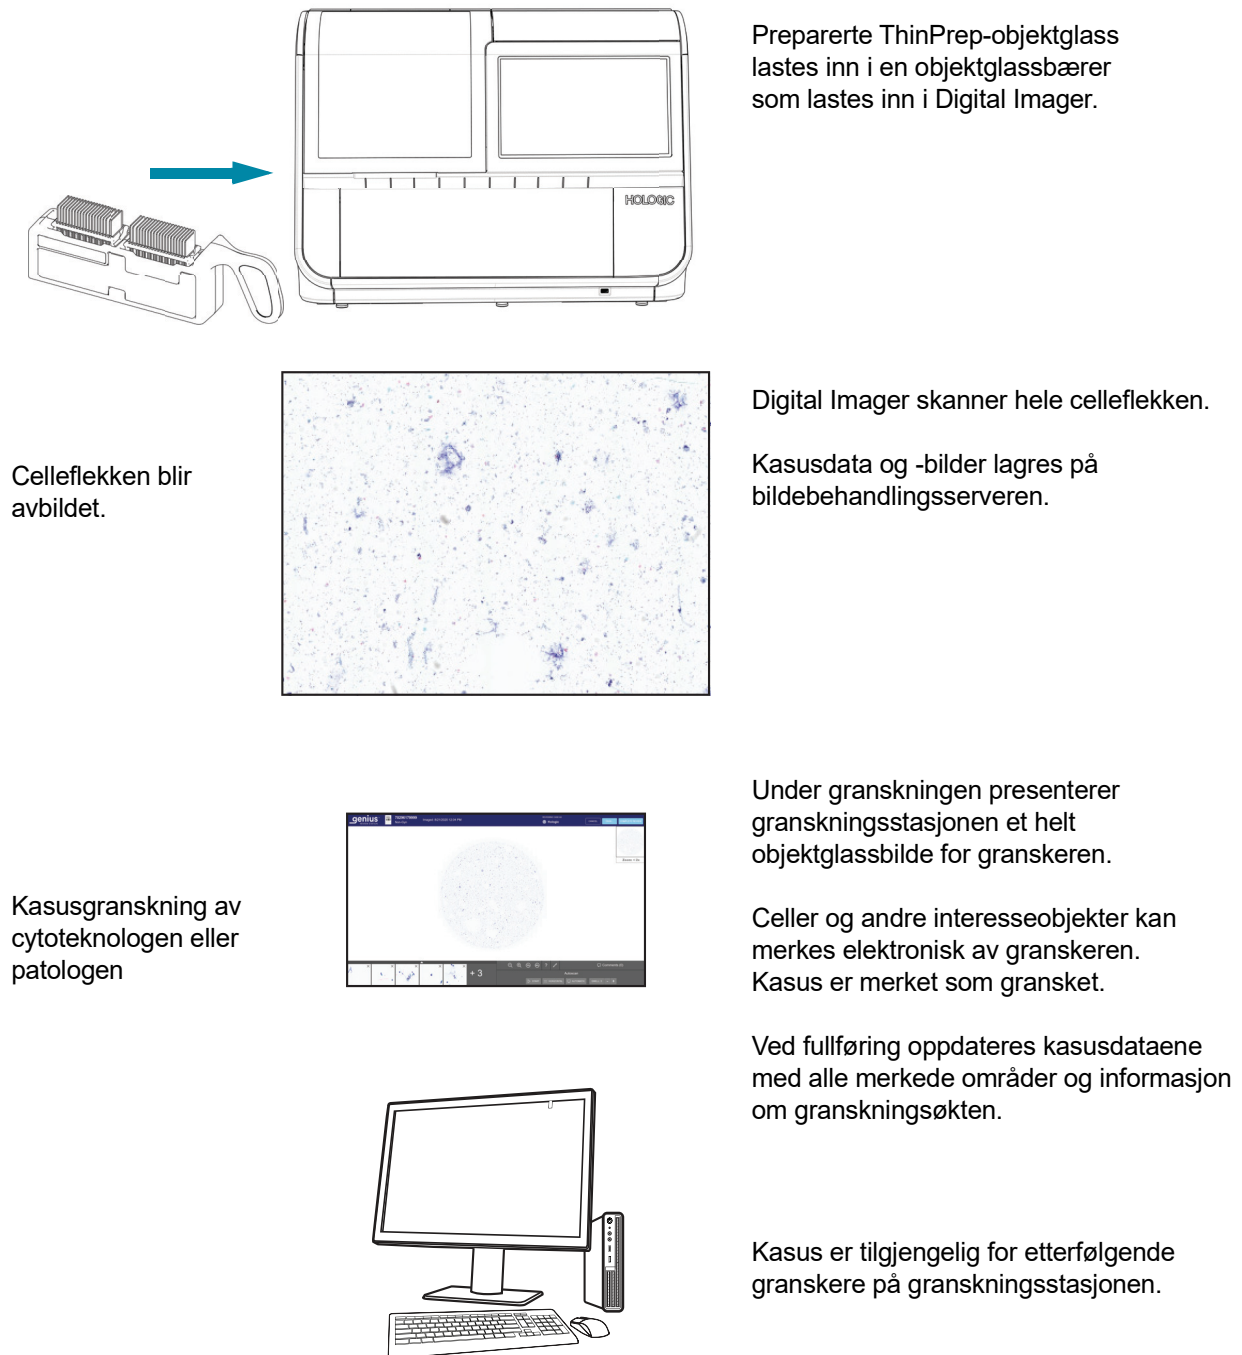 Preparerte ThinPrep-objektglass
lastes inn i en objektglassbærer
som lastes inn i Digital Imager.
HOLOGIC
Digital Imager skanner hele celleflekken.
Kasusdata og -bilder lagres på
bildebehandlingsserveren.
Celleflekken blir
avbildet.
Under granskningen presenterer
granskningsstasjonen et helt
objektglassbilde for granskeren.
Celler og andre interesseobjekter kan
merkes elektronisk av granskeren.
Kasus er merket som gransket.
Kasusgranskning av
cytoteknologen eller
patologen
genius
+ 3
Ved fullføring oppdateres kasusdataene
med alle merkede områder og informasjon
om granskningsøkten.
Kasus er tilgjengelig for etterfølgende
granskere på granskningsstasjonen.